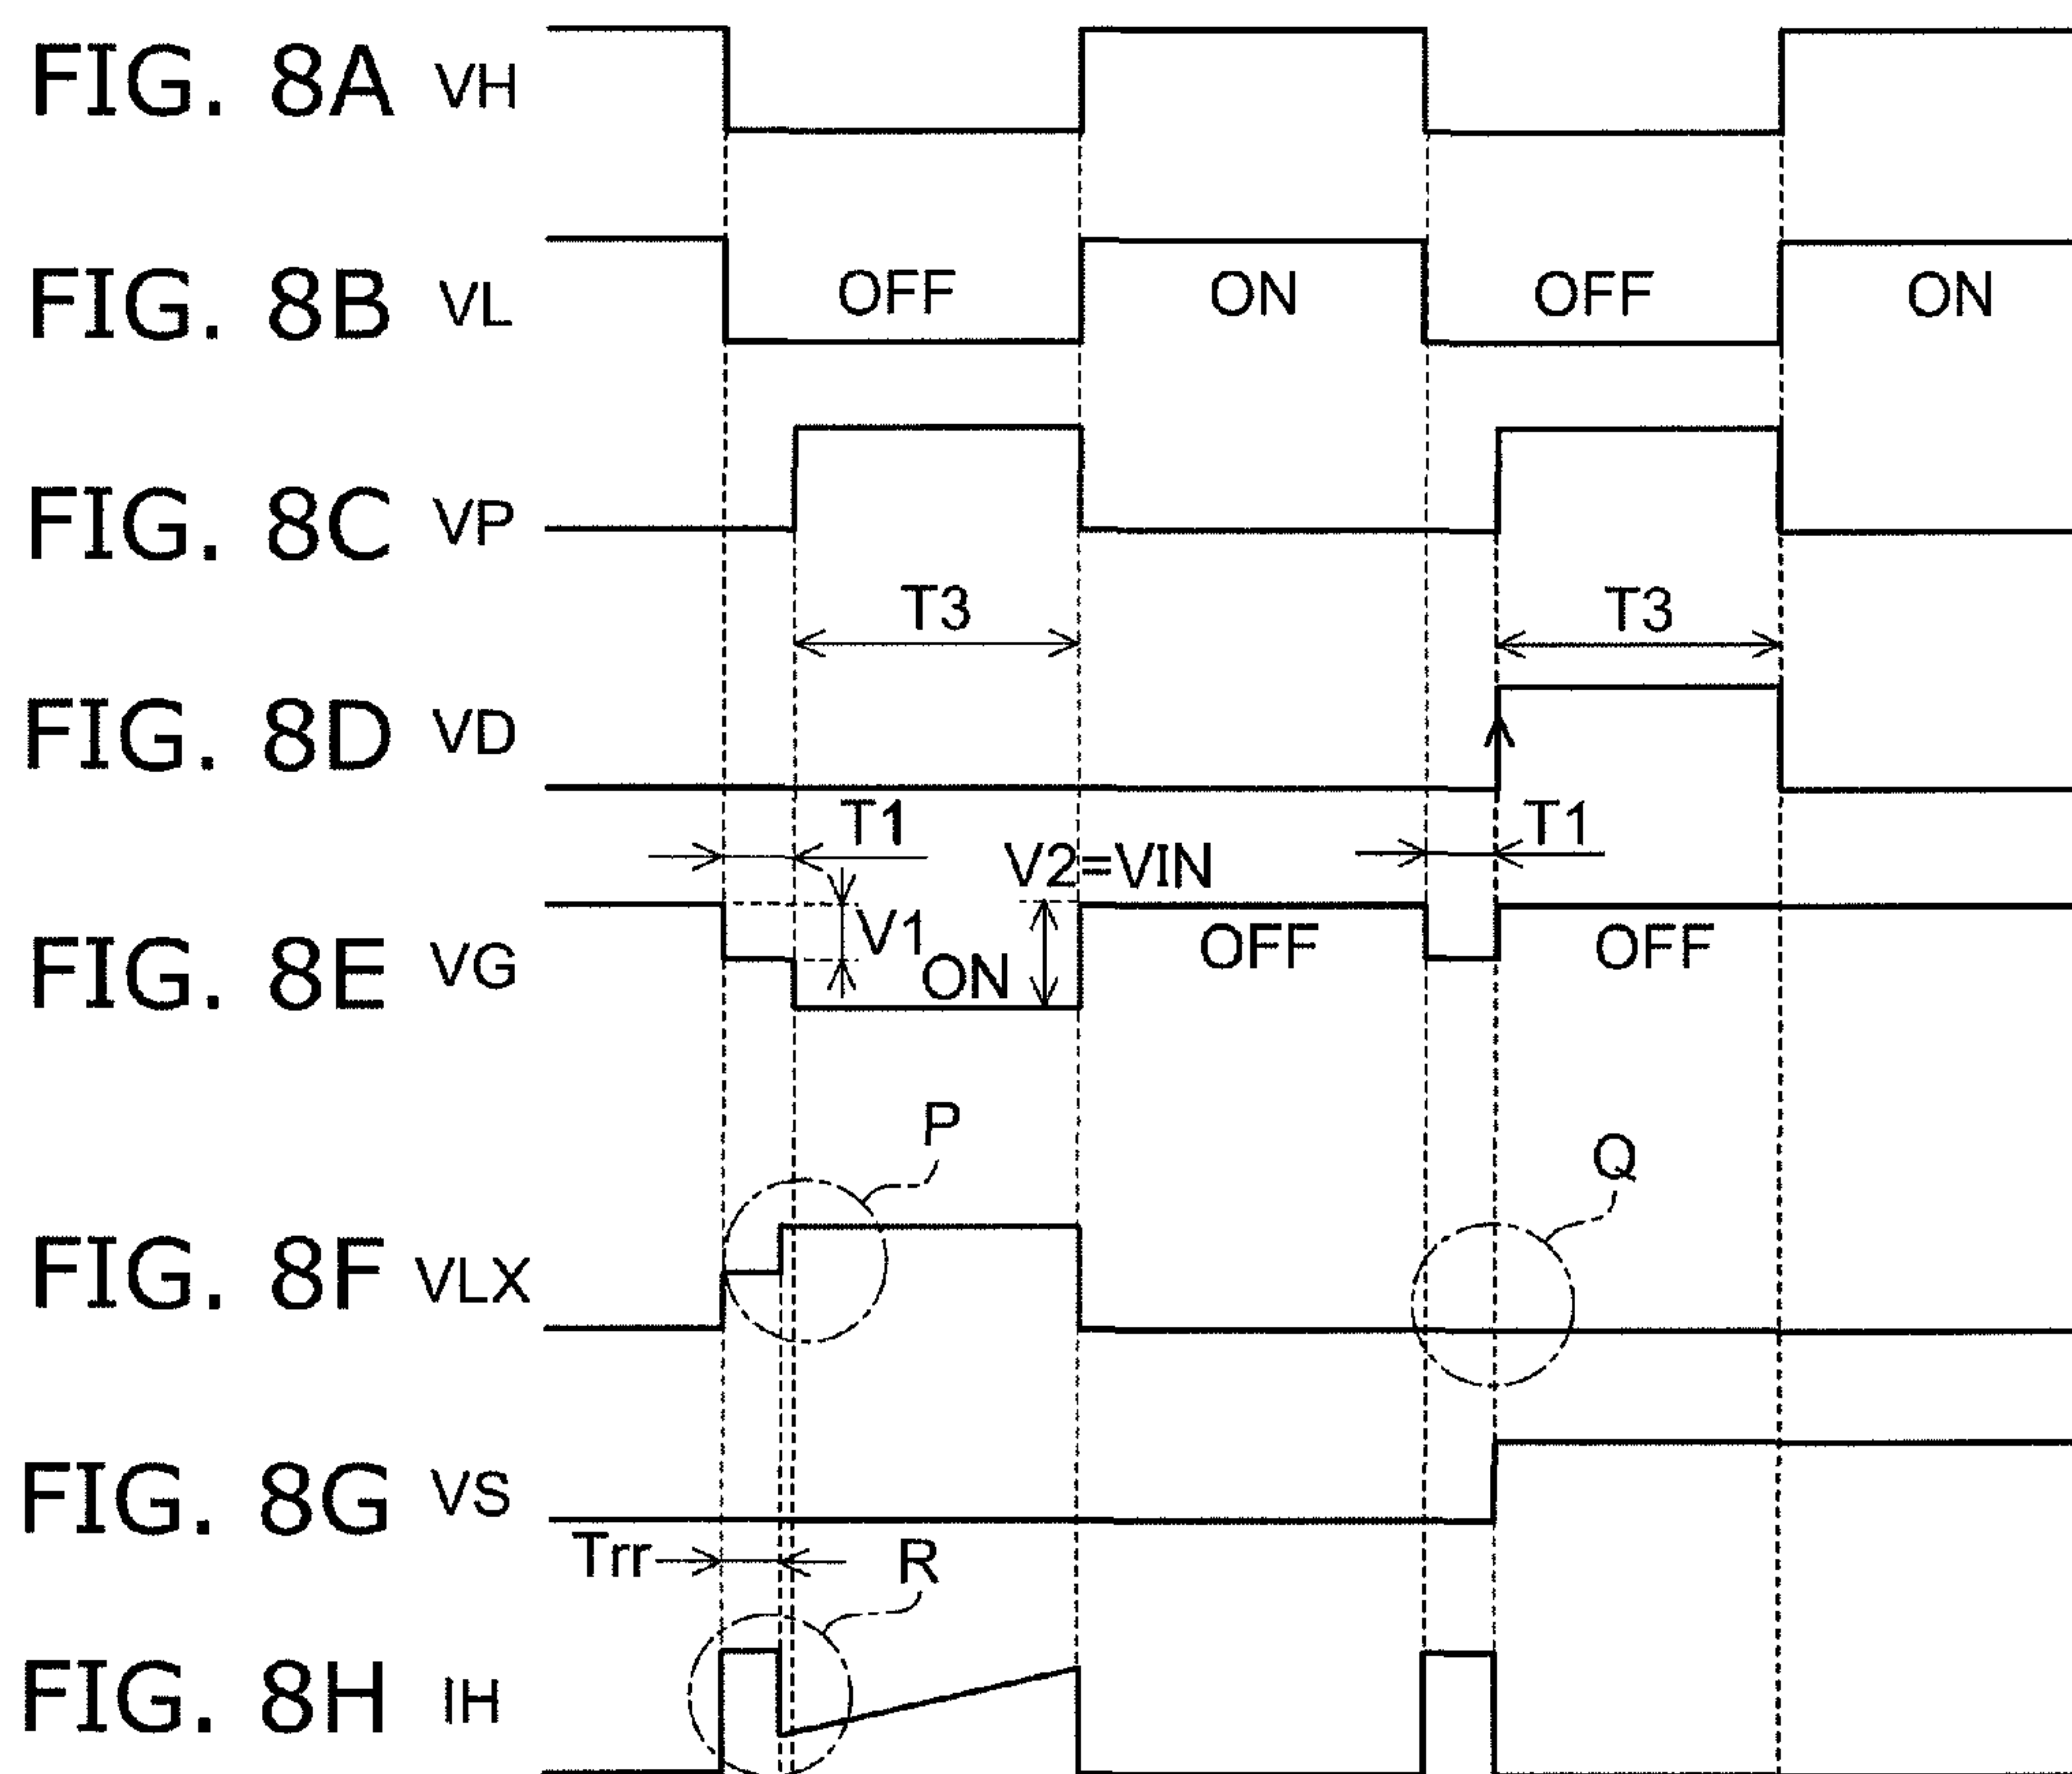 FIG. 8A VH
FIG. 8B VL OFF ON OFF ON
FIG. 8C VP
T3 T3
FIG. 8D VD
T1 V2=VIN T1
FIG. 8E VG V1 ON OFF OFF
P Q
FIG. 8F VLX
FIG. 8G VS
Trr R
FIG. 8H IH